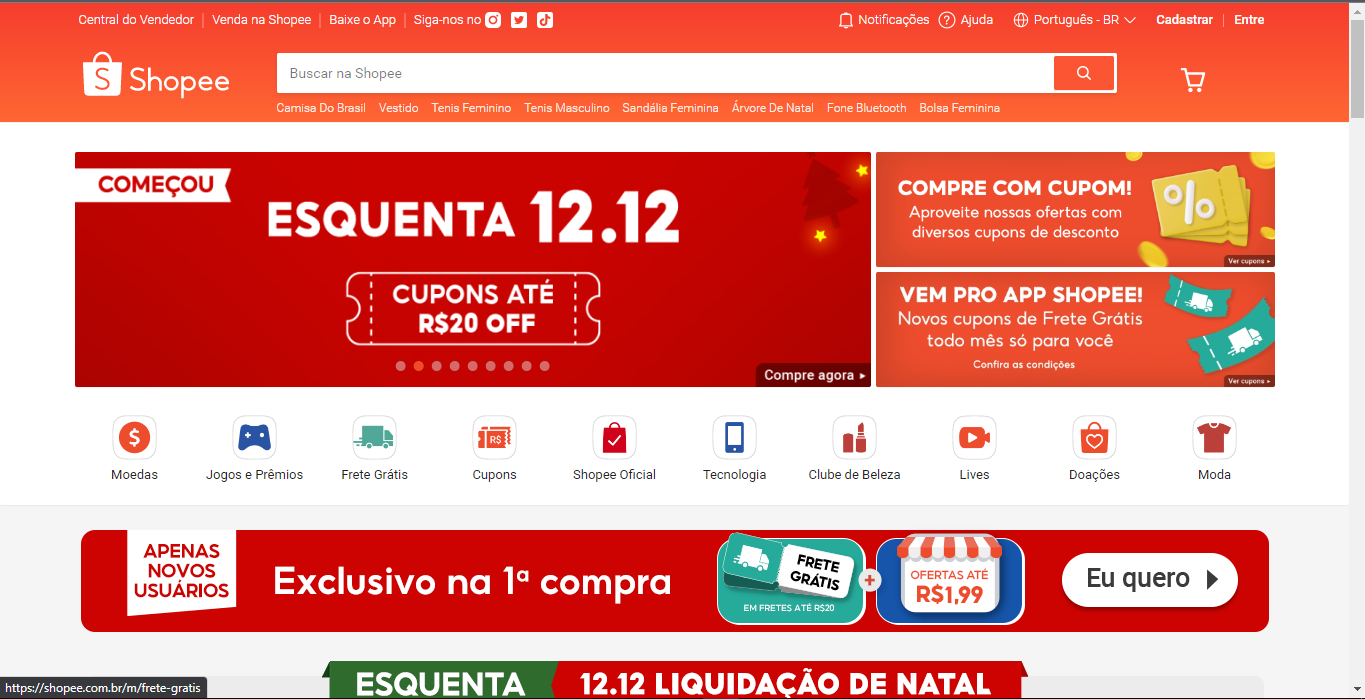 Central do Vendedor
Venda na Shopee
Baixe o App
Siga-nos no
Notificações
Ajuda
Português - BR
Cadastrar
Entre
Shopee
Buscar na Shopee
Camisa Do Brasil
Vestido
Tenis Feminino
Tenis Masculino
Sandália Feminina
Árvore De Natal
Fone Bluetooth
Bolsa Feminina
COMEÇOU
ESQUENTA 12.12
CUPONS ATÉ
R$20 OFF
Compre agora
COMPRE COM CUPOM!
Aproveite nossas ofertas com
diversos cupons de desconto
%
Ver cupons
VEM PRO APP SHOPEE!
Novos cupons de Frete Grátis
todo mês só para você
Confira as condições
Ver cupons
$
R$
Moedas
Jogos e Prêmios
Frete Grátis
Cupons
Shopee Oficial
Tecnologia
Clube de Beleza
Lives
Doações
Moda
APENAS
NOVOS
USUÁRIOS
Exclusivo na 1ª compra
FRETE
GRÁTIS
EM FRETES ATÉ R$20
+
OFERTAS ATÉ
R$1,99
Eu quero
ESQUENTA
12.12 LIQUIDAÇÃO DE NATAL
https://shopee.com.br/m/frete-gratis